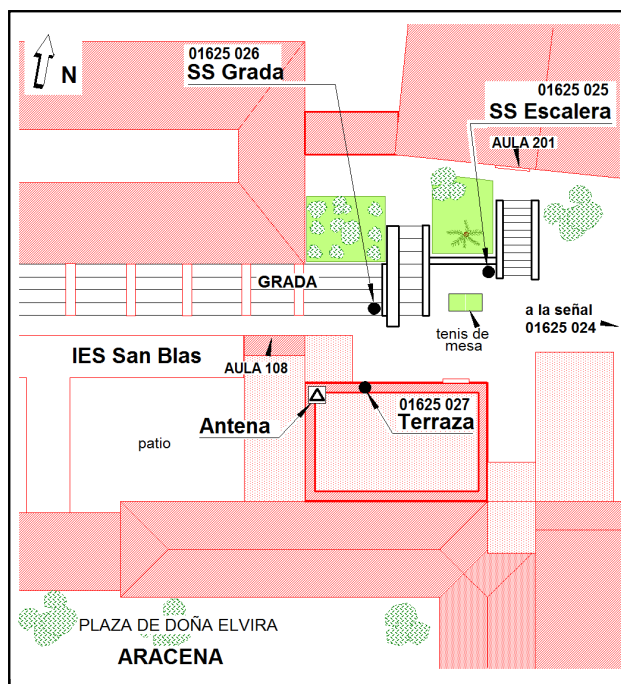 01625 026
SS Grada
N
01625 025
SS Escalera
AULA 201
GRADA
a la señal
01625 024
tenis de
mesa
IES San Blas
AULA 108
01625 027
Terraza
Antena
patio
PLAZA DE DOÑA ELVIRA
ARACENA